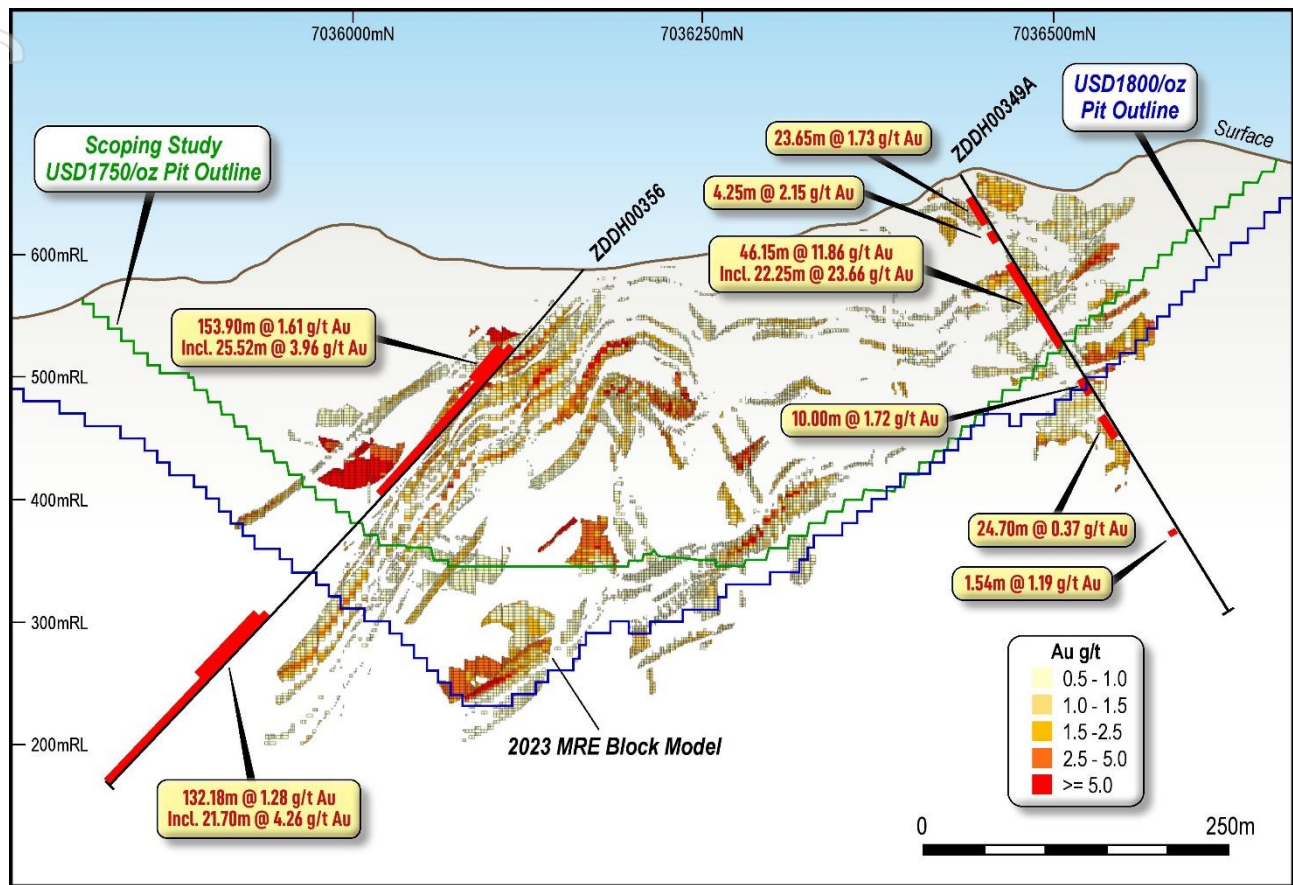 7036000mN
7036250mN
7036500mN
Scoping Study
USD1750/oz Pit Outline
ZDDH00356
23.65m @ 1.73 g/t Au
ZDDH00349A
USD1800/oz
Pit Outline
Surface
4.25m @ 2.15 g/t Au
46.15m @ 11.86 g/t Au
Incl. 22.25m @ 23.66 g/t Au
600mRL
153.90m @ 1.61 g/t Au
Incl. 25.52m @ 3.96 g/t Au
500mRL
10.00m @ 1.72 g/t Au
400mRL
24.70m @ 0.37 g/t Au
1.54m @ 1.19 g/t Au
300mRL
200mRL
2023 MRE Block Model
132.18m @ 1.28 g/t Au
Incl. 21.70m @ 4.26 g/t Au
Au g/t
0.5 - 1.0
1.0 - 1.5
1.5 -2.5
2.5 - 5.0
>= 5.0
0
250m